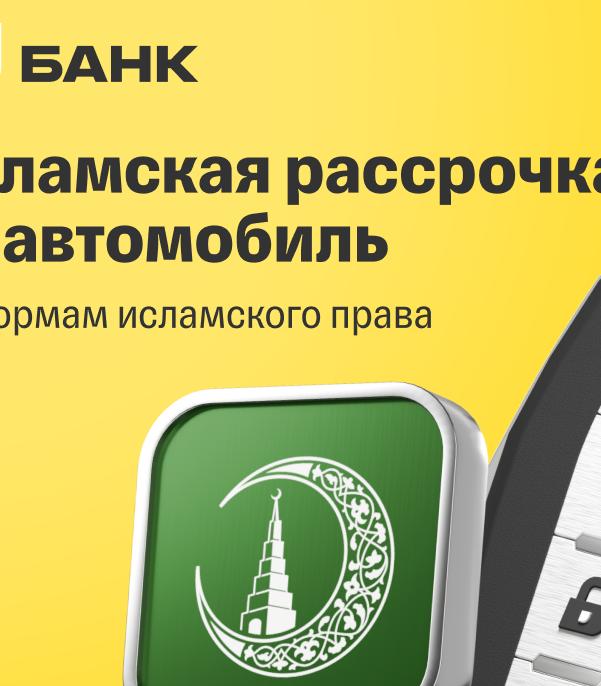 БАНК
ламская рассрочка
автомобиль
ормам исламского права